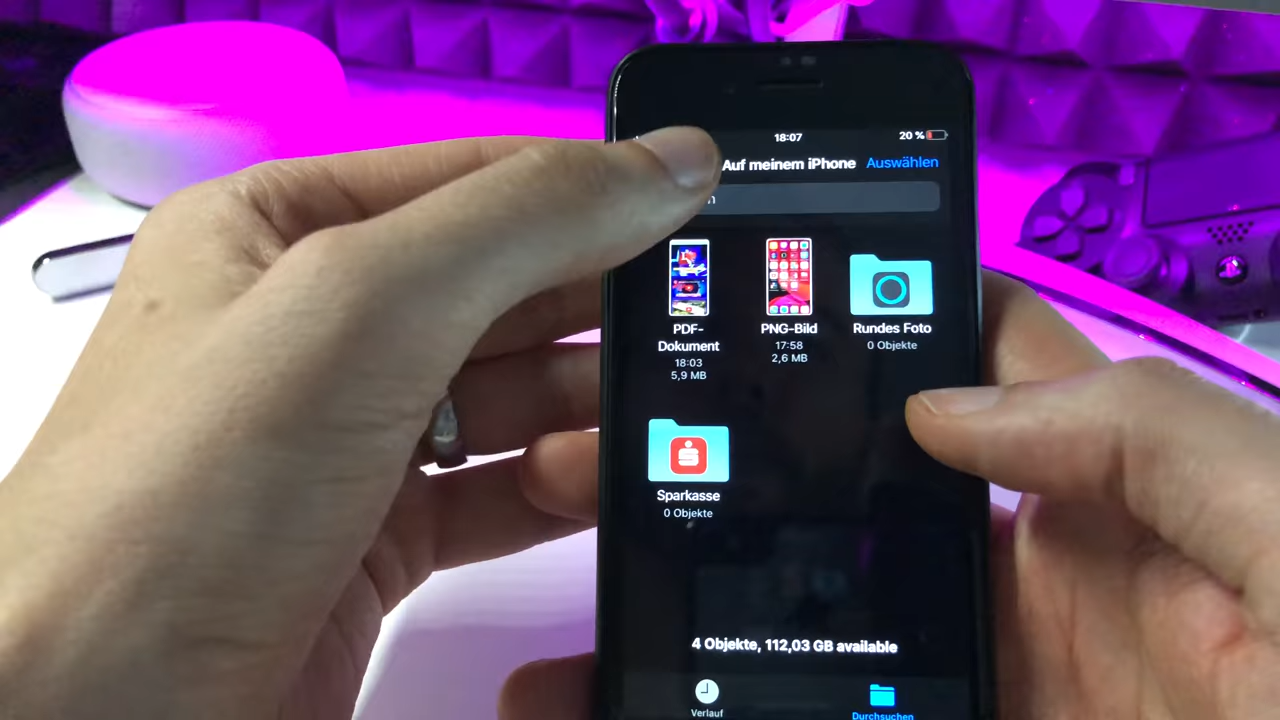 18:07
20 %
Auf meinem iPhone
Auswählen
n
PDF-
Dokument
18:03
5,9 MB
PNG-Bild
17:58
2,6 MB
Rundes Foto
0 Objekte
Sparkasse
0 Objekte
4 Objekte, 112,03 GB available
Verlauf
Durchsuchen